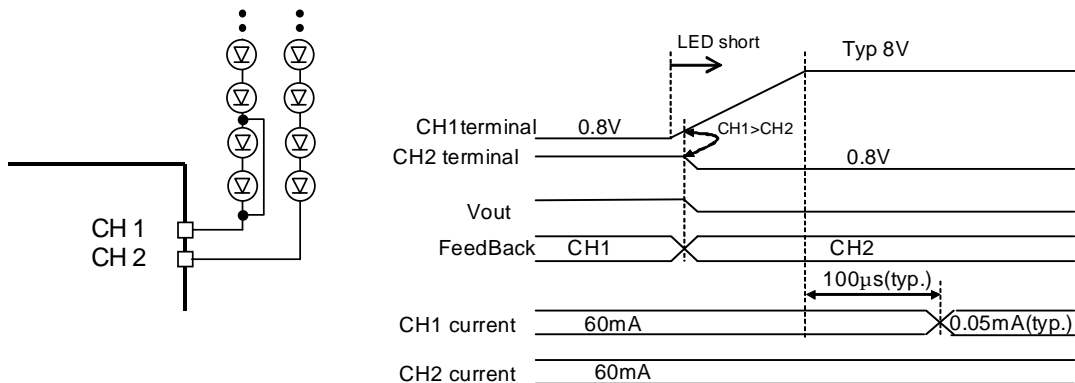 CH 1
CH 2
LED short
Typ 8V
CH1terminal
0.8V
CH1>CH2
CH2 terminal
0.8V
Vout
FeedBack
CH1
CH2
100μs(typ.)
CH1 current
60mA
0.05mA(typ.)
CH2 current
60mA